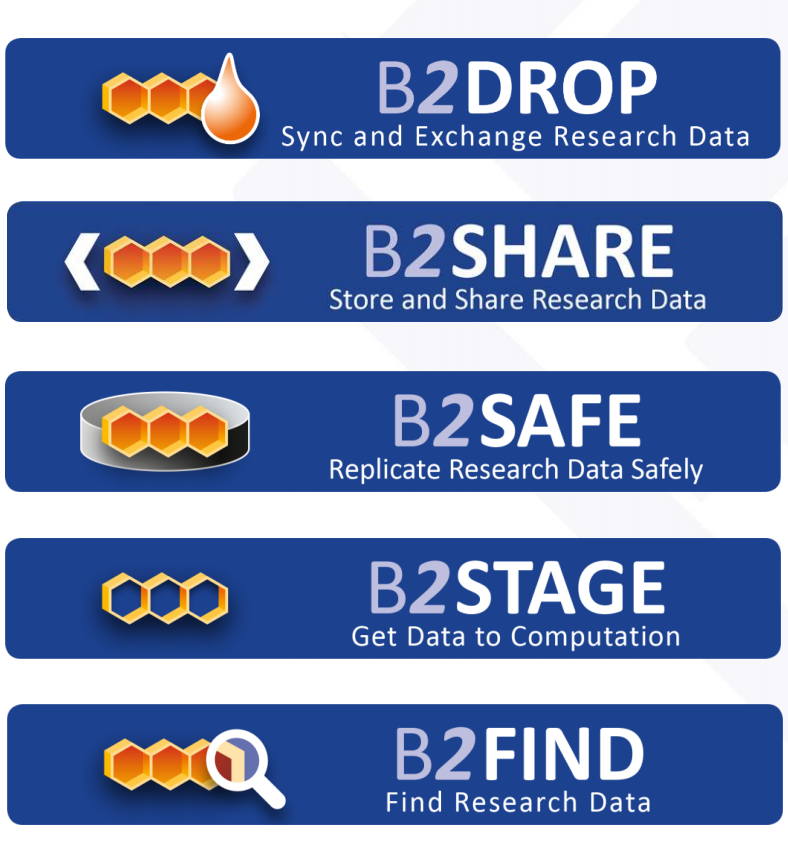 B2DROP
Sync and Exchange Research Data
B2SHARE
Store and Share Research Data
B2SAFE
Replicate Research Data Safely
B2STAGE
Get Data to Computation
B2FIND
Find Research Data